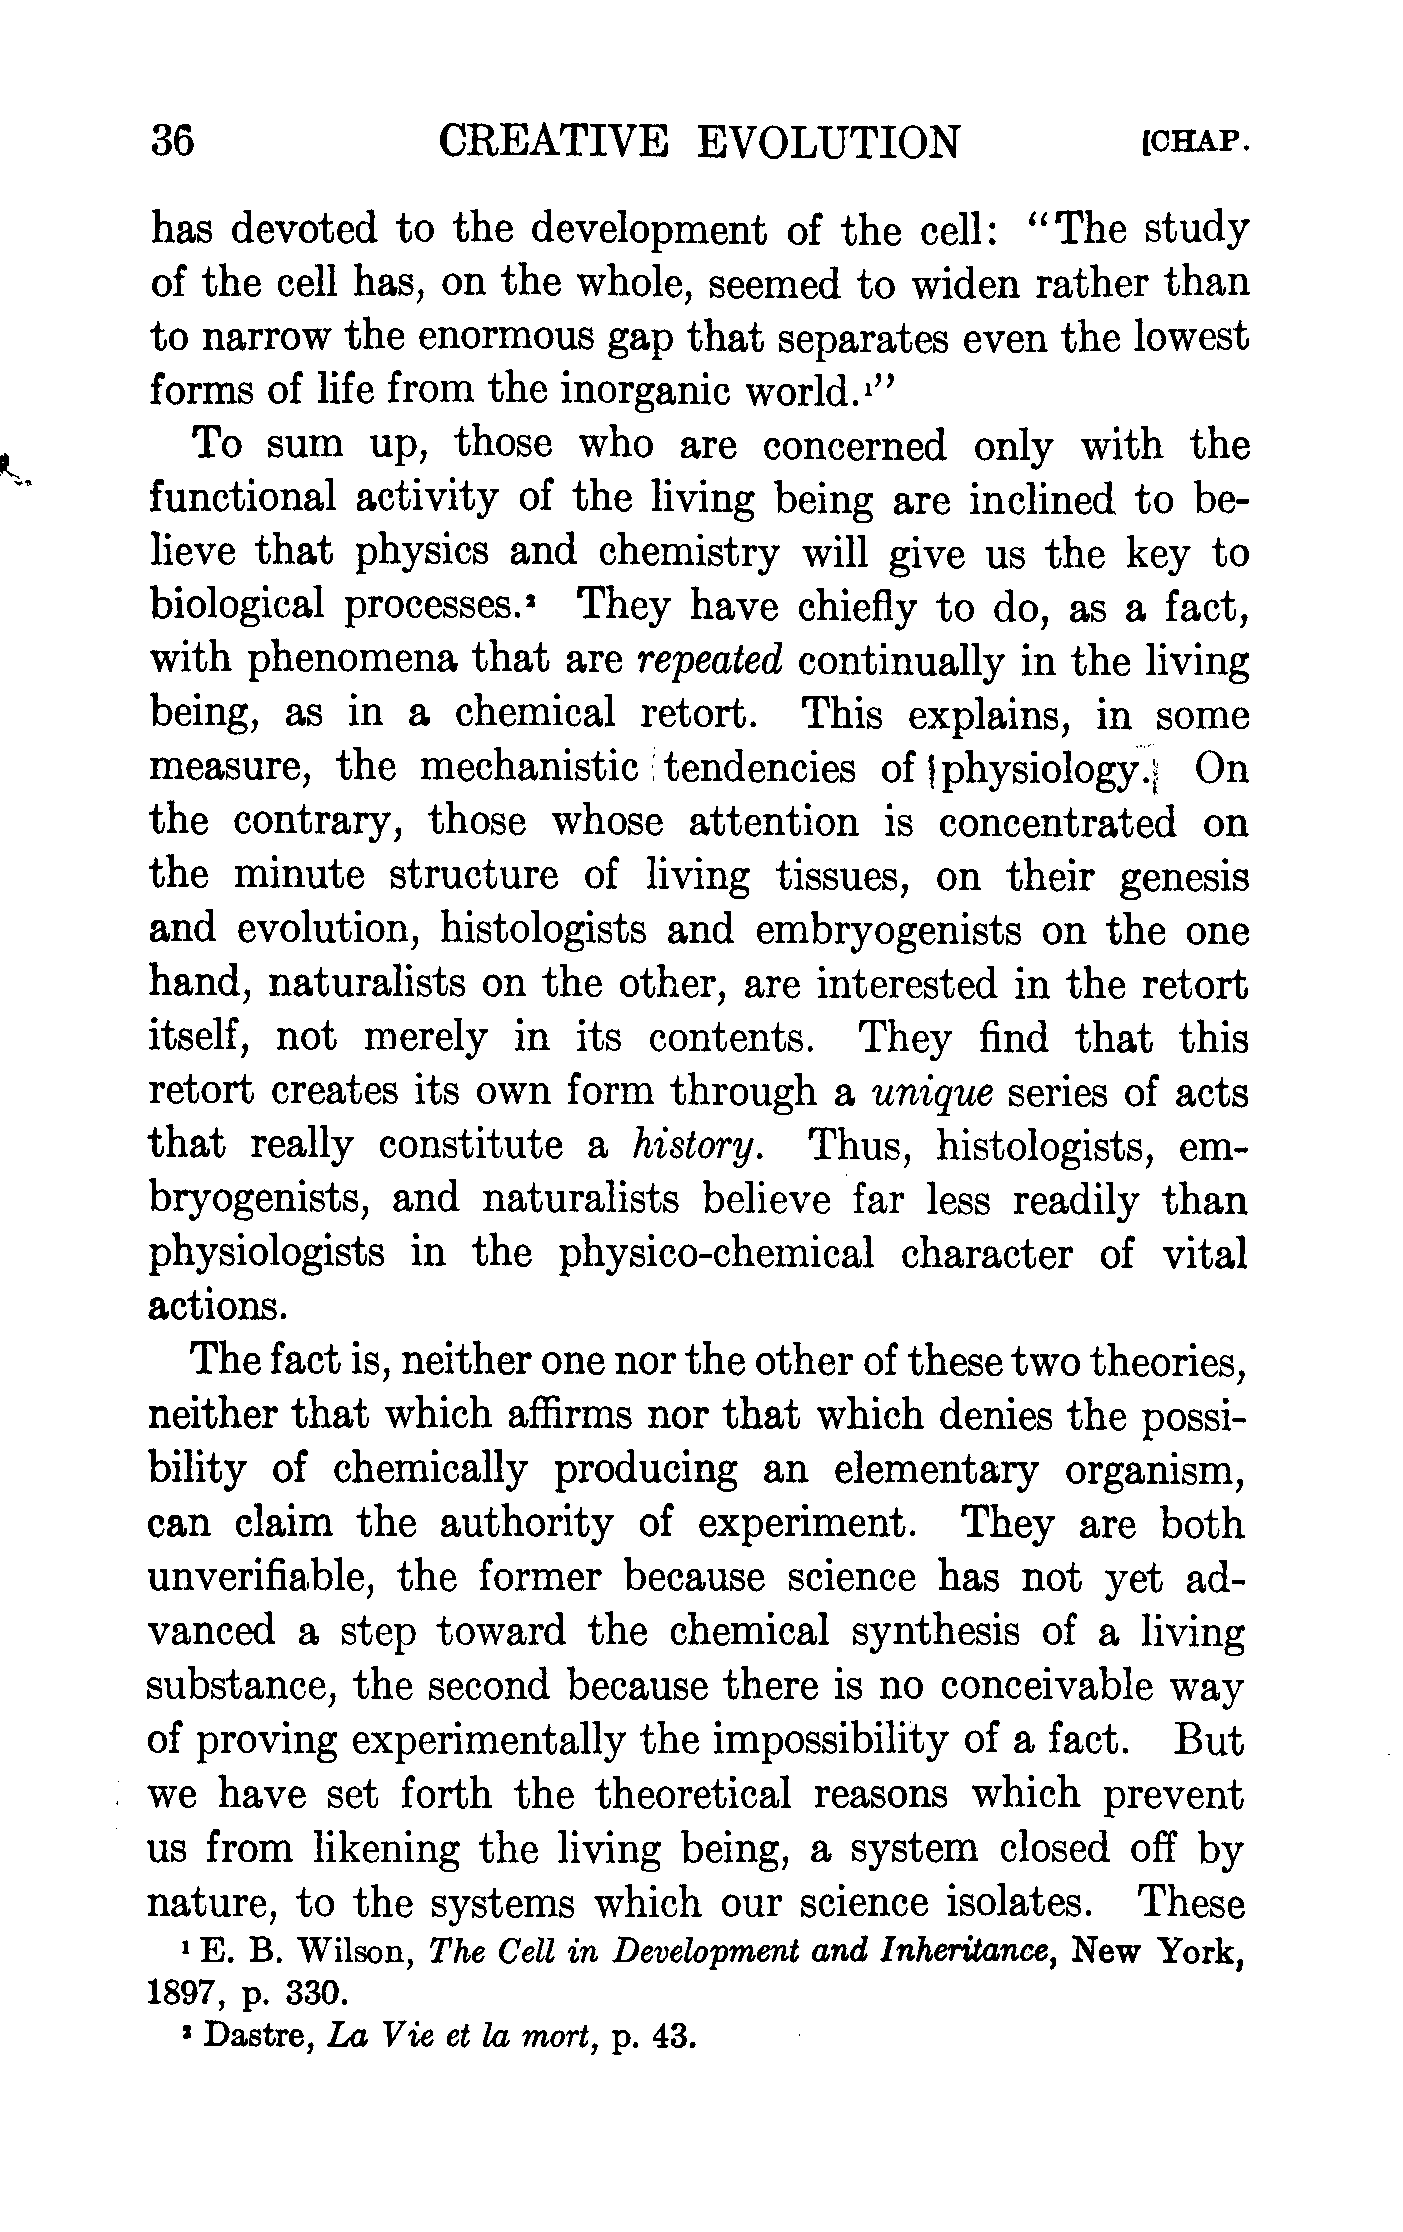 36 CREATIVE EVOLUTION [CHAP.
has devoted to the development of the cell: "The study
of the cell has, on the whole, seemed to widen rather than
to narrow the enormous gap that separates even the lowest
forms of life from the inorganic world.¹"
To sum up, those who are concerned only with the
functional activity of the living being are inclined to be-
lieve that physics and chemistry will give us the key to
biological processes.² They have chiefly to do, as a fact,
with phenomena that are repeated continually in the living
being, as in a chemical retort. This explains, in some
measure, the mechanistic tendencies of physiology. On
the contrary, those whose attention is concentrated on
the minute structure of living tissues, on their genesis
and evolution, histologists and embryogenists on the one
hand, naturalists on the other, are interested in the retort
itself, not merely in its contents. They find that this
retort creates its own form through a unique series of acts
that really constitute a history. Thus, histologists, em-
bryogenists, and naturalists believe far less readily than
physiologists in the physico-chemical character of vital
actions.
The fact is, neither one nor the other of these two theories,
neither that which affirms nor that which denies the possi-
bility of chemically producing an elementary organism,
can claim the authority of experiment. They are both
unverifiable, the former because science has not yet ad-
vanced a step toward the chemical synthesis of a living
substance, the second because there is no conceivable way
of proving experimentally the impossibility of a fact. But
we have set forth the theoretical reasons which prevent
us from likening the living being, a system closed off by
nature, to the systems which our science isolates. These
¹ E. B. Wilson, The Cell in Development and Inheritance, New York,
1897, p. 330.
² Dastre, La Vie et la mort, p. 43.